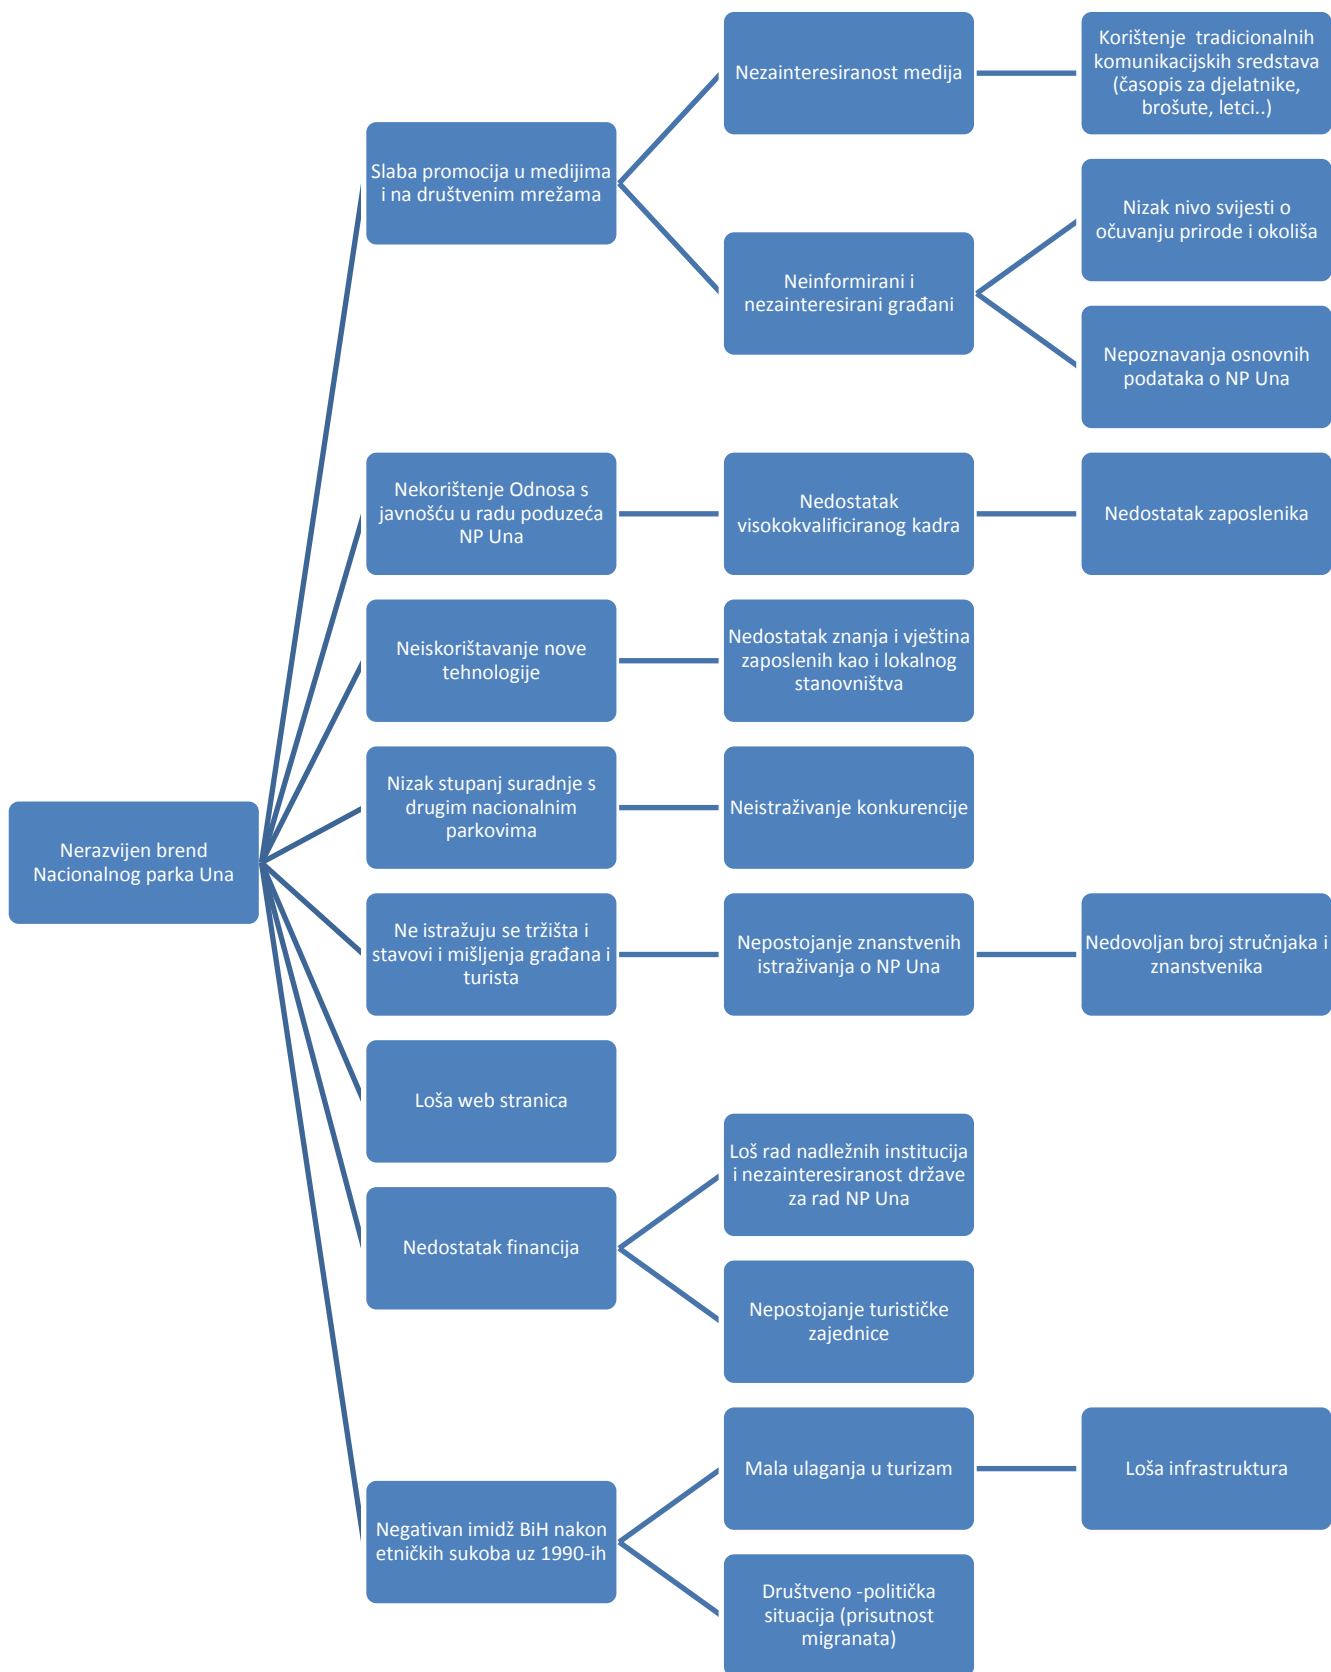 Nerazvijen brend
Nacionalnog parka Una
Slaba promocija u medijima
i na društvenim mrežama
Nezainteresiranost medija
Korištenje  tradicionalnih
komunikacijskih sredstava
(časopis za djelatnike,
brošute, letci..)
Neinformirani i
nezainteresirani građani
Nizak nivo svijesti o
očuvanju prirode i okoliša
Nepoznavanja osnovnih
podataka o NP Una
Nekorištenje Odnosa s
javnošću u radu poduzeća
NP Una
Nedostatak
visokokvalificiranog kadra
Nedostatak zaposlenika
Neiskorištavanje nove
tehnologije
Nedostatak znanja i vještina
zaposlenih kao i lokalnog
stanovništva
Nizak stupanj suradnje s
drugim nacionalnim
parkovima
Neistraživanje konkurencije
Ne istražuju se tržišta i
stavovi i mišljenja građana i
turista
Nepostojanje znanstvenih
istraživanja o NP Una
Nedovoljan broj stručnjaka i
znanstvenika
Loša web stranica
Nedostatak financija
Loš rad nadležnih institucija
i nezainteresiranost države
za rad NP Una
Nepostojanje turističke
zajednice
Negativan imidž BiH nakon
etničkih sukoba uz 1990-ih
Mala ulaganja u turizam
Loša infrastruktura
Društveno -politička
situacija (prisutnost
migranata)